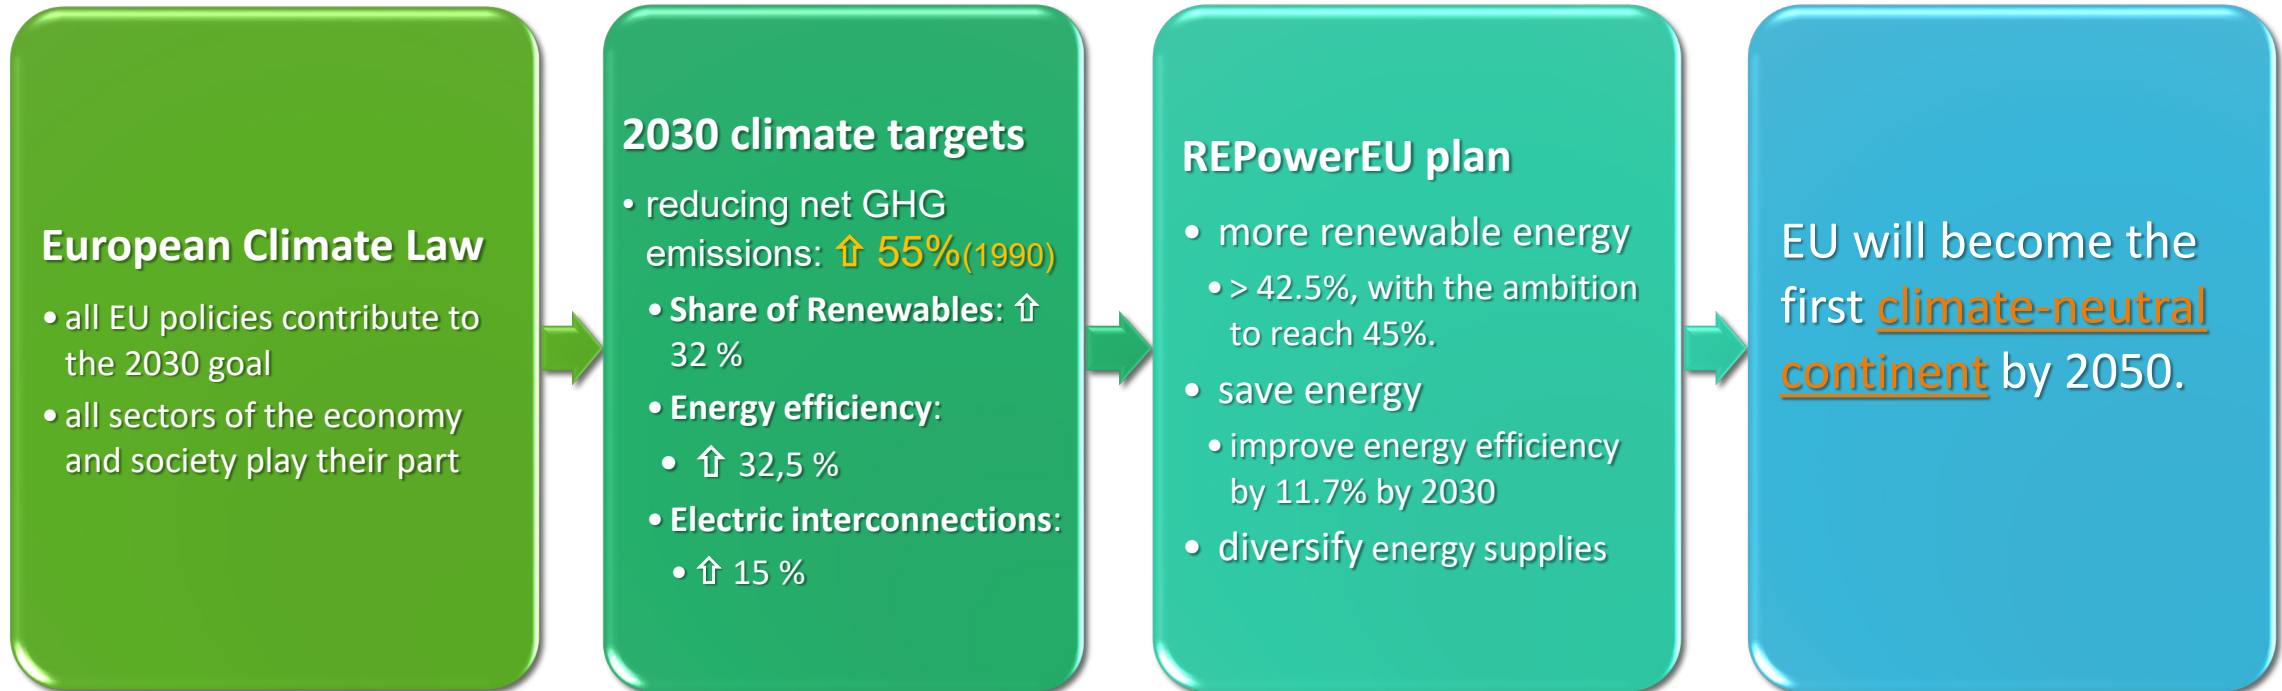 European Climate Law
• all EU policies contribute to
the 2030 goal
• all sectors of the economy
and society play their part
2030 climate targets
• reducing net GHG
emissions: ⇧ 55%(1990)
• Share of Renewables: ⇧
32 %
• Energy efficiency:
• ⇧ 32,5 %
• Electric interconnections:
• ⇧ 15 %
REPowerEU plan
• more renewable energy
• > 42.5%, with the ambition
to reach 45%.
• save energy
• improve energy efficiency
by 11.7% by 2030
• diversify energy supplies
EU will become the
first climate-neutral
continent by 2050.